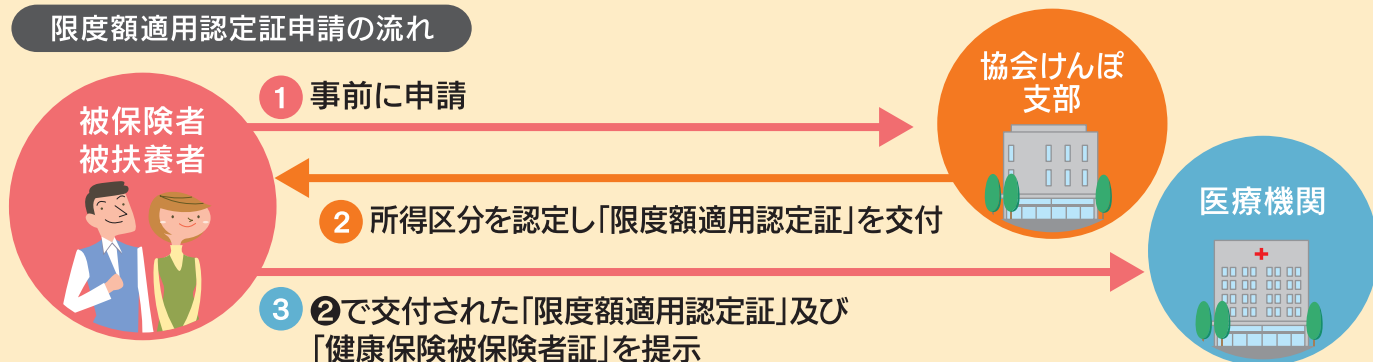 限度額適用認定証申請の流れ
被保険者
被扶養者
1 事前に申請
協会けんぽ
支部
2 所得区分を認定し「限度額適用認定証」を交付
医療機関
3 ❷で交付された「限度額適用認定証」及び
「健康保険被保険者証」を提示